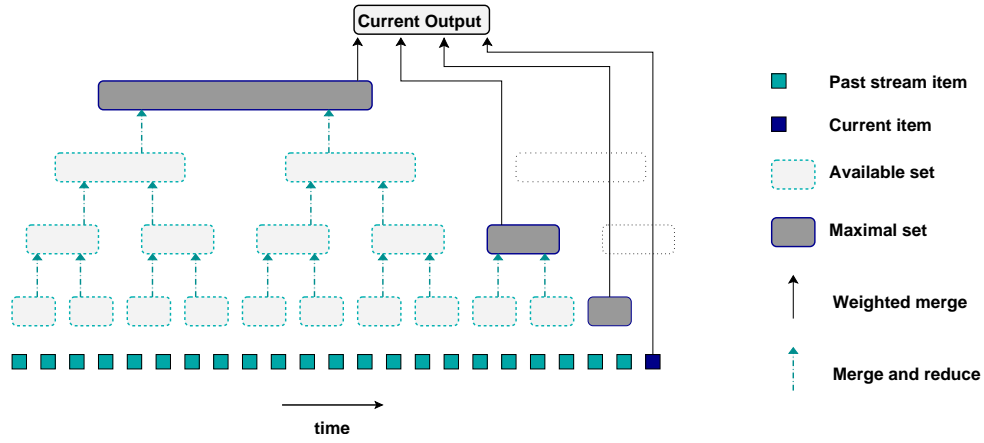 Current Output
Past stream item
Current item
Available set
Maximal set
Weighted merge
Merge and reduce
time